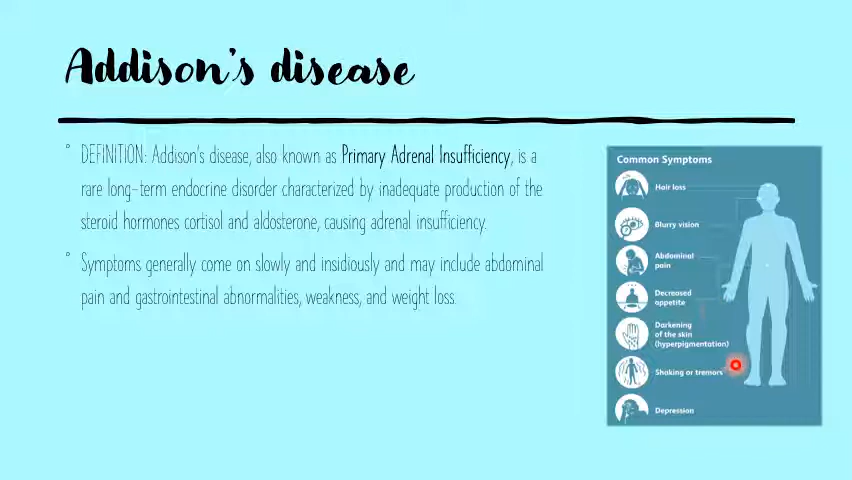 Addison's disease
° DEFINITION: Addison's disease, also known as Primary Adrenal Insufficiency, is a
rare long-term endocrine disorder characterized by inadequate production of the
steroid hormones cortisol and aldosterone, causing adrenal insufficiency.
° Symptoms generally come on slowly and insidiously and may include abdominal
pain and gastrointestinal abnormalities, weakness, and weight loss.
Common Symptoms
Hair loss
Blurry vision
Abdominal
pain
Decreased
appetite
Darkening
of the skin
(hyperpigmentation)
Shaking or tremors
Depression